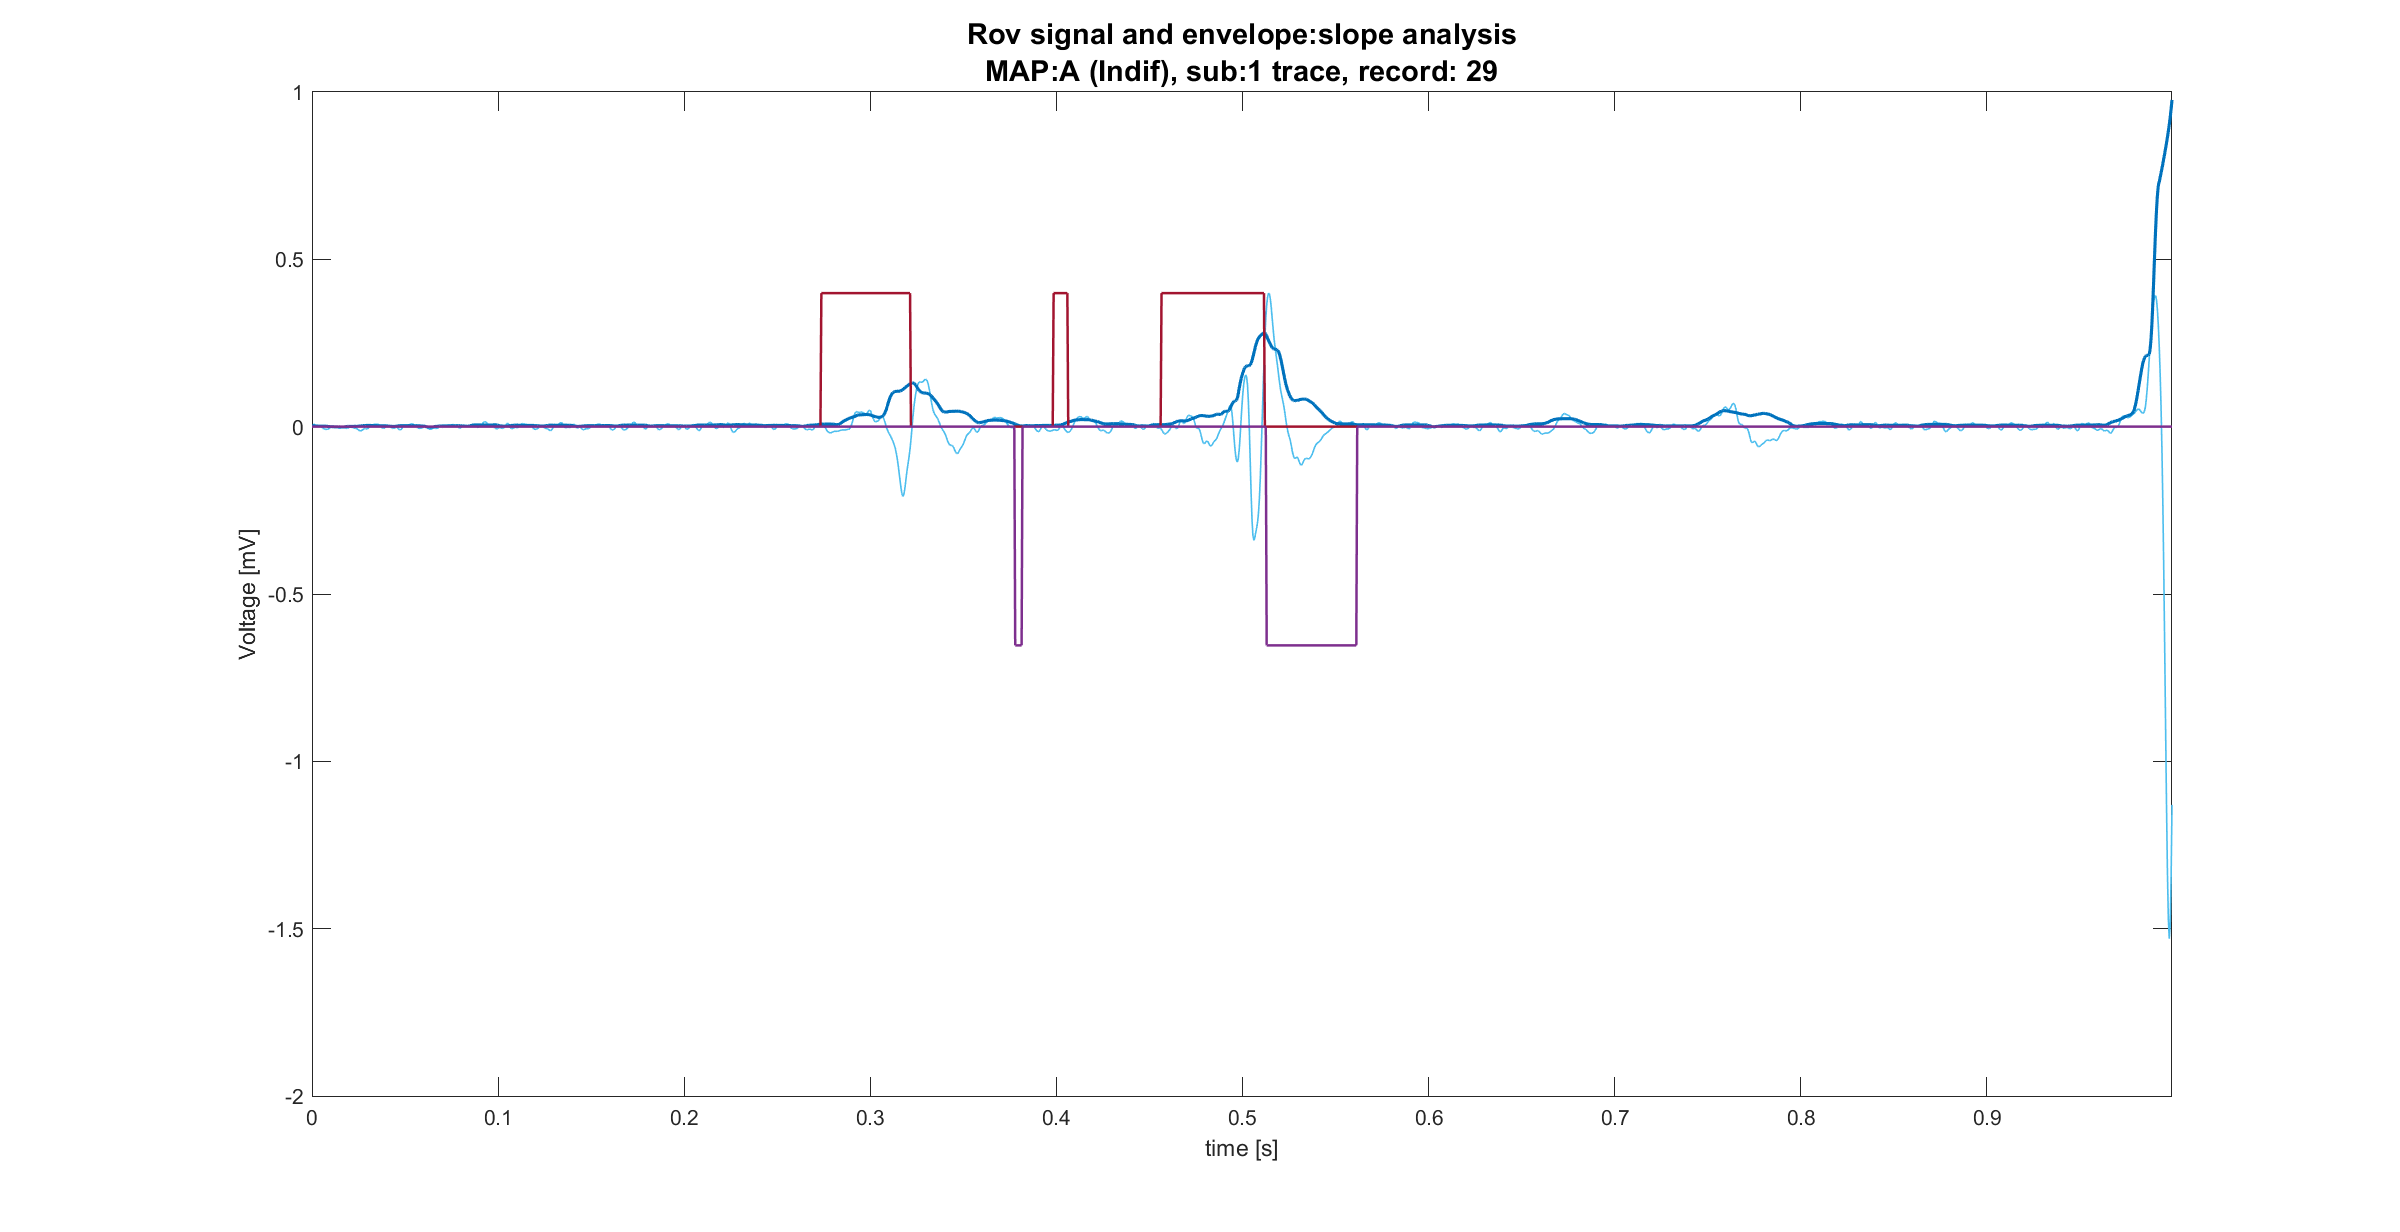 Rov signal and envelope:slope analysis
MAP:A (Indif), sub:1 trace, record: 29
1
0.5
0
-0.5
-1
-1.5
-2
Voltage [mV]
0 0.1 0.2 0.3 0.4 0.5 0.6 0.7 0.8 0.9
time [s]